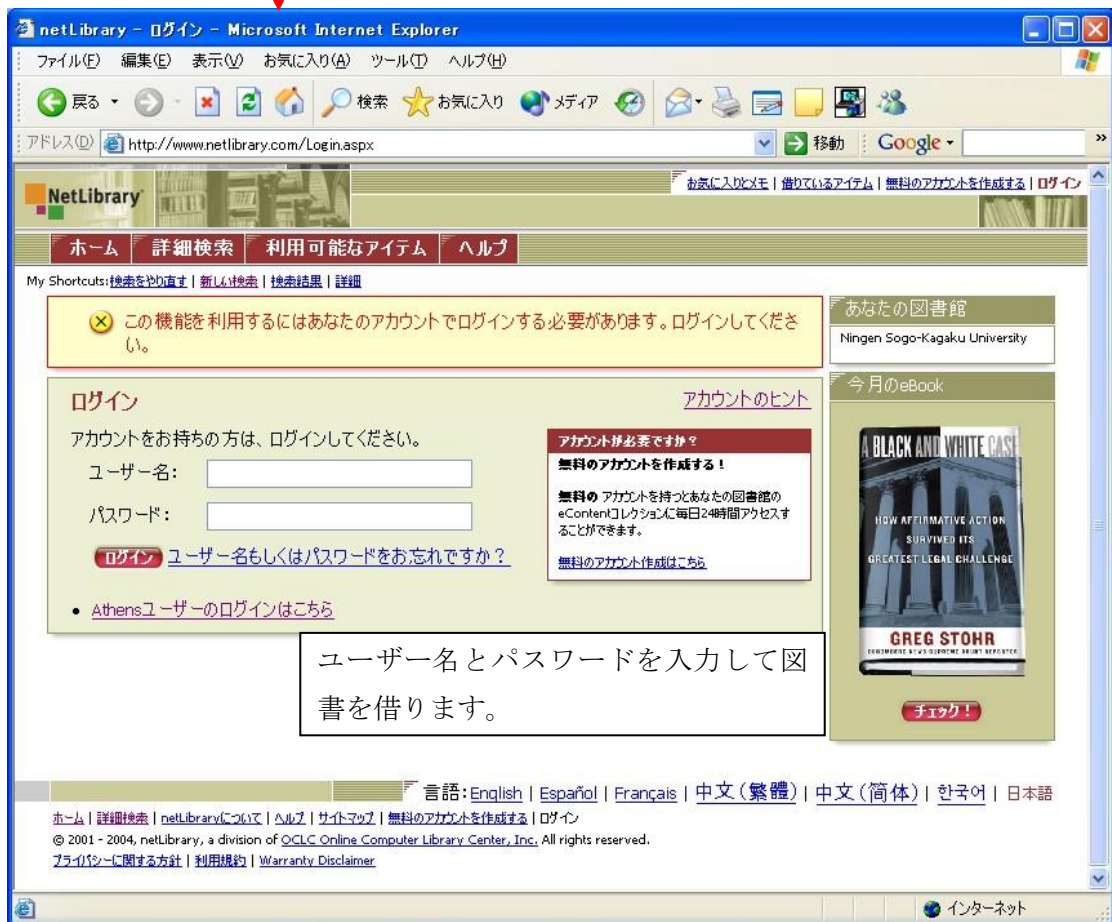 netLibrary - ログイン - Microsoft Internet Explorer
ファイル(F) 編集(E) 表示(V) お気に入り(A) ツール(T) ヘルプ(H)
戻る 検索 お気に入り メディア
アドレス(D) http://www.netlibrary.com/Login.aspx 移動 Google
NetLibrary
お気に入りとメモ | 借りているアイテム | 無料のアカウントを作成する | ログイン
ホーム 詳細検索 利用可能なアイテム ヘルプ
My Shortcuts:検索をやり直す | 新しい検索 | 検索結果 | 詳細
この機能を利用するにはあなたのアカウントでログインする必要があります。ログインしてくださ
い。
ログイン
アカウントのヒント
アカウントをお持ちの方は、ログインしてください。
ユーザー名:
パスワード:
ログイン ユーザー名もしくはパスワードをお忘れですか?
• Athensユーザーのログインはこちら
アカウントが必要ですか?
無料のアカウントを作成する!
無料の アカウントを持つとあなたの図書館の
eContentコレクションに毎日24時間アクセスす
ることができます。
無料のアカウント作成はこちら
あなたの図書館
Ningen Sogo-Kagaku University
今月のeBook
A BLACK AND WHITE CASE
HOW AFFIRMATIVE ACTION
SURVIVED ITS
GREATEST LEGAL CHALLENGE
GREG STOHR
チェック!
ユーザー名とパスワードを入力して図
書を借ります。
言語:English | Español | Français | 中文(繁體) | 中文(简体) | 한국어 | 日本語
ホーム | 詳細検索 | netLibraryについて | ヘルプ | サイトマップ | 無料のアカウントを作成する | ログイン
© 2001 - 2004, netLibrary, a division of OCLC Online Computer Library Center, Inc. All rights reserved.
プライバシーに関する方針 | 利用規約 | Warranty Disclaimer
インターネット